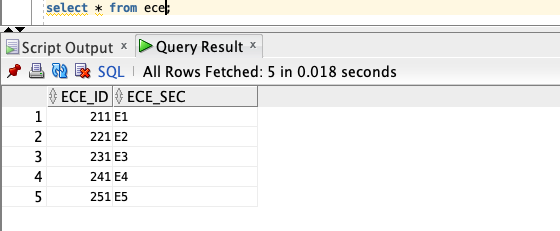 select * from ece;
Script Output x Query Result x
SQL All Rows Fetched: 5 in 0.018 seconds
ECE_ID ECE_SEC
1 211 E1
2 221 E2
3 231 E3
4 241 E4
5 251 E5